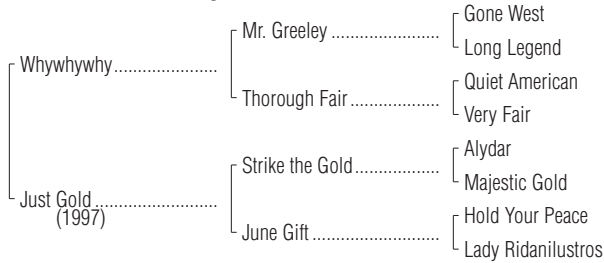 Gone West
Mr. Greeley ..................
Long Legend
Whywhywhy .....................
Quiet American
Thorough Fair ..................
Very Fair
Alydar
Strike the Gold .................
Majestic Gold
Just Gold .........................
(1997)
Hold Your Peace
June Gift ..........................
Lady Ridanilustros